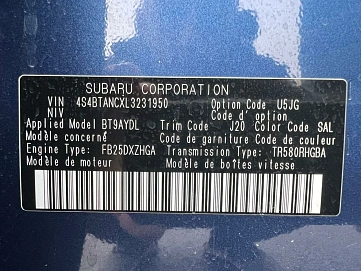 SUBARU CORPORATION
VIN 4S4BTANCXL3231950 Option Code U5JG
NIV Code d'option
Applied Model BT9AYDL Trim Code J20 Color Code SAL
Modèle concerné Code garniture Code de couleur
Engine Type: FB25DXZHGA Transmission Type: TR580RHGBA
Modèle de moteur Modèle de boîtes vitesse